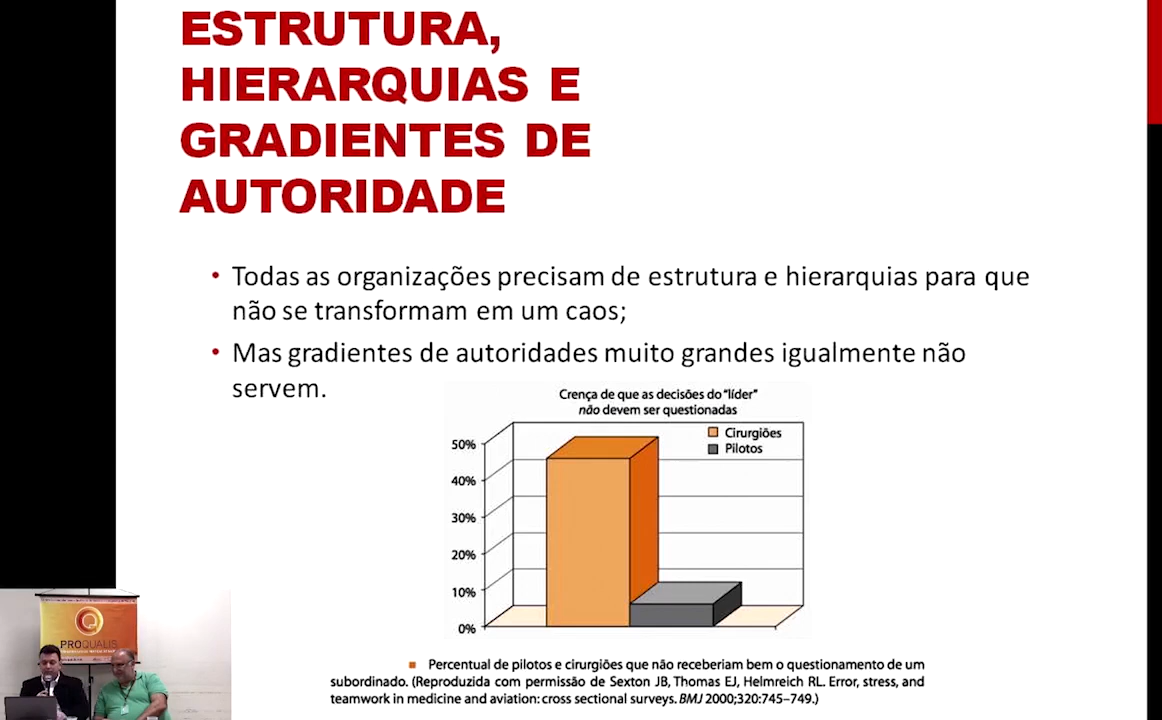 ESTRUTURA,
HIERARQUIAS E
GRADIENTES DE
AUTORIDADE
• Todas as organizações precisam de estrutura e hierarquias para que
não se transformam em um caos;
• Mas gradientes de autoridades muito grandes igualmente não
servem.
Crença de que as decisões do “líder”
não devem ser questionadas
Cirurgiões
Pilotos
50%
40%
30%
20%
10%
0%
Percentual de pilotos e cirurgiões que não receberiam bem o questionamento de um
subordinado. (Reproduzida com permissão de Sexton JB, Thomas EJ, Helmreich RL. Error, stress, and
teamwork in medicine and aviation: cross sectional surveys. BMJ 2000;320:745–749.)
PROQUALIS